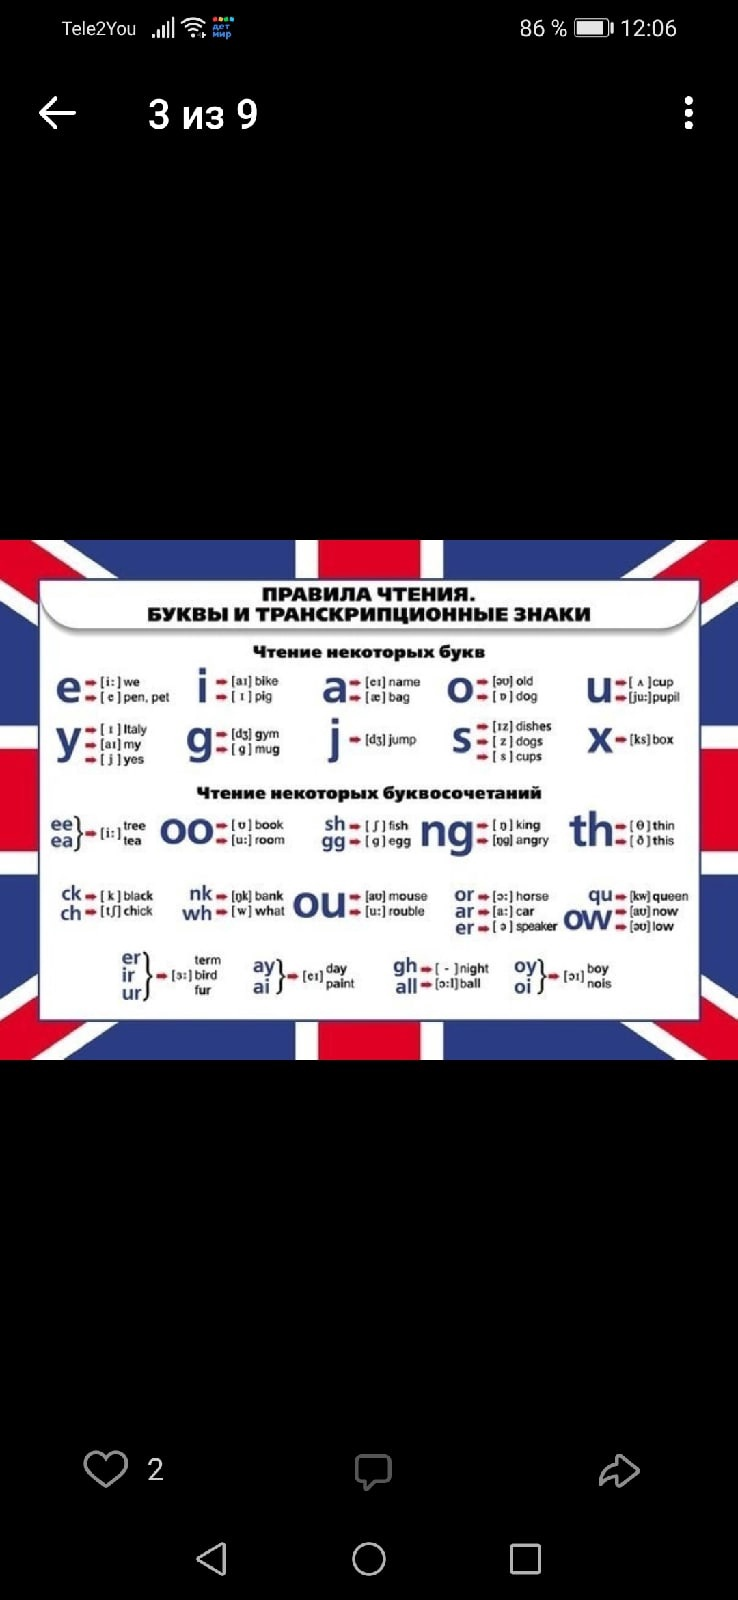 Tele2You дет мир 86 % 12:06
3 из 9
ПРАВИЛА ЧТЕНИЯ.
БУКВЫ И ТРАНСКРИПЦИОННЫЕ ЗНАКИ
Чтение некоторых букв
e [i:] we [e] pen, pet
i [aɪ] bike [ɪ] pig
a [eɪ] name [æ] bag
o [əʊ] old [ɒ] dog
u [ʌ] cup [ju:] pupil
y [ɪ] Italy [aɪ] my [j] yes
g [dʒ] gym [g] mug
j [dʒ] jump
s [ɪz] dishes [z] dogs [s] cups
x [ks] box
Чтение некоторых буквосочетаний
ee ea } [i:] tree tea
oo [ʊ] book [u:] room
sh [ʃ] fish
gg [g] egg
ng [ŋ] king [ŋg] angry
th [θ] thin [ð] this
ck [k] black
ch [tʃ] chick
nk [ŋk] bank
wh [w] what
ou [aʊ] mouse [u:] rouble
or [ɔ:] horse
ar [a:] car
er [ə] speaker
qu [kw] queen
ow [aʊ] now [əʊ] low
er ir ur } [ɜ:] term bird fur
ay ai } [eɪ] day paint
gh [-] night
all [ɔ:l] ball
oy oi } [ɔɪ] boy nois
2